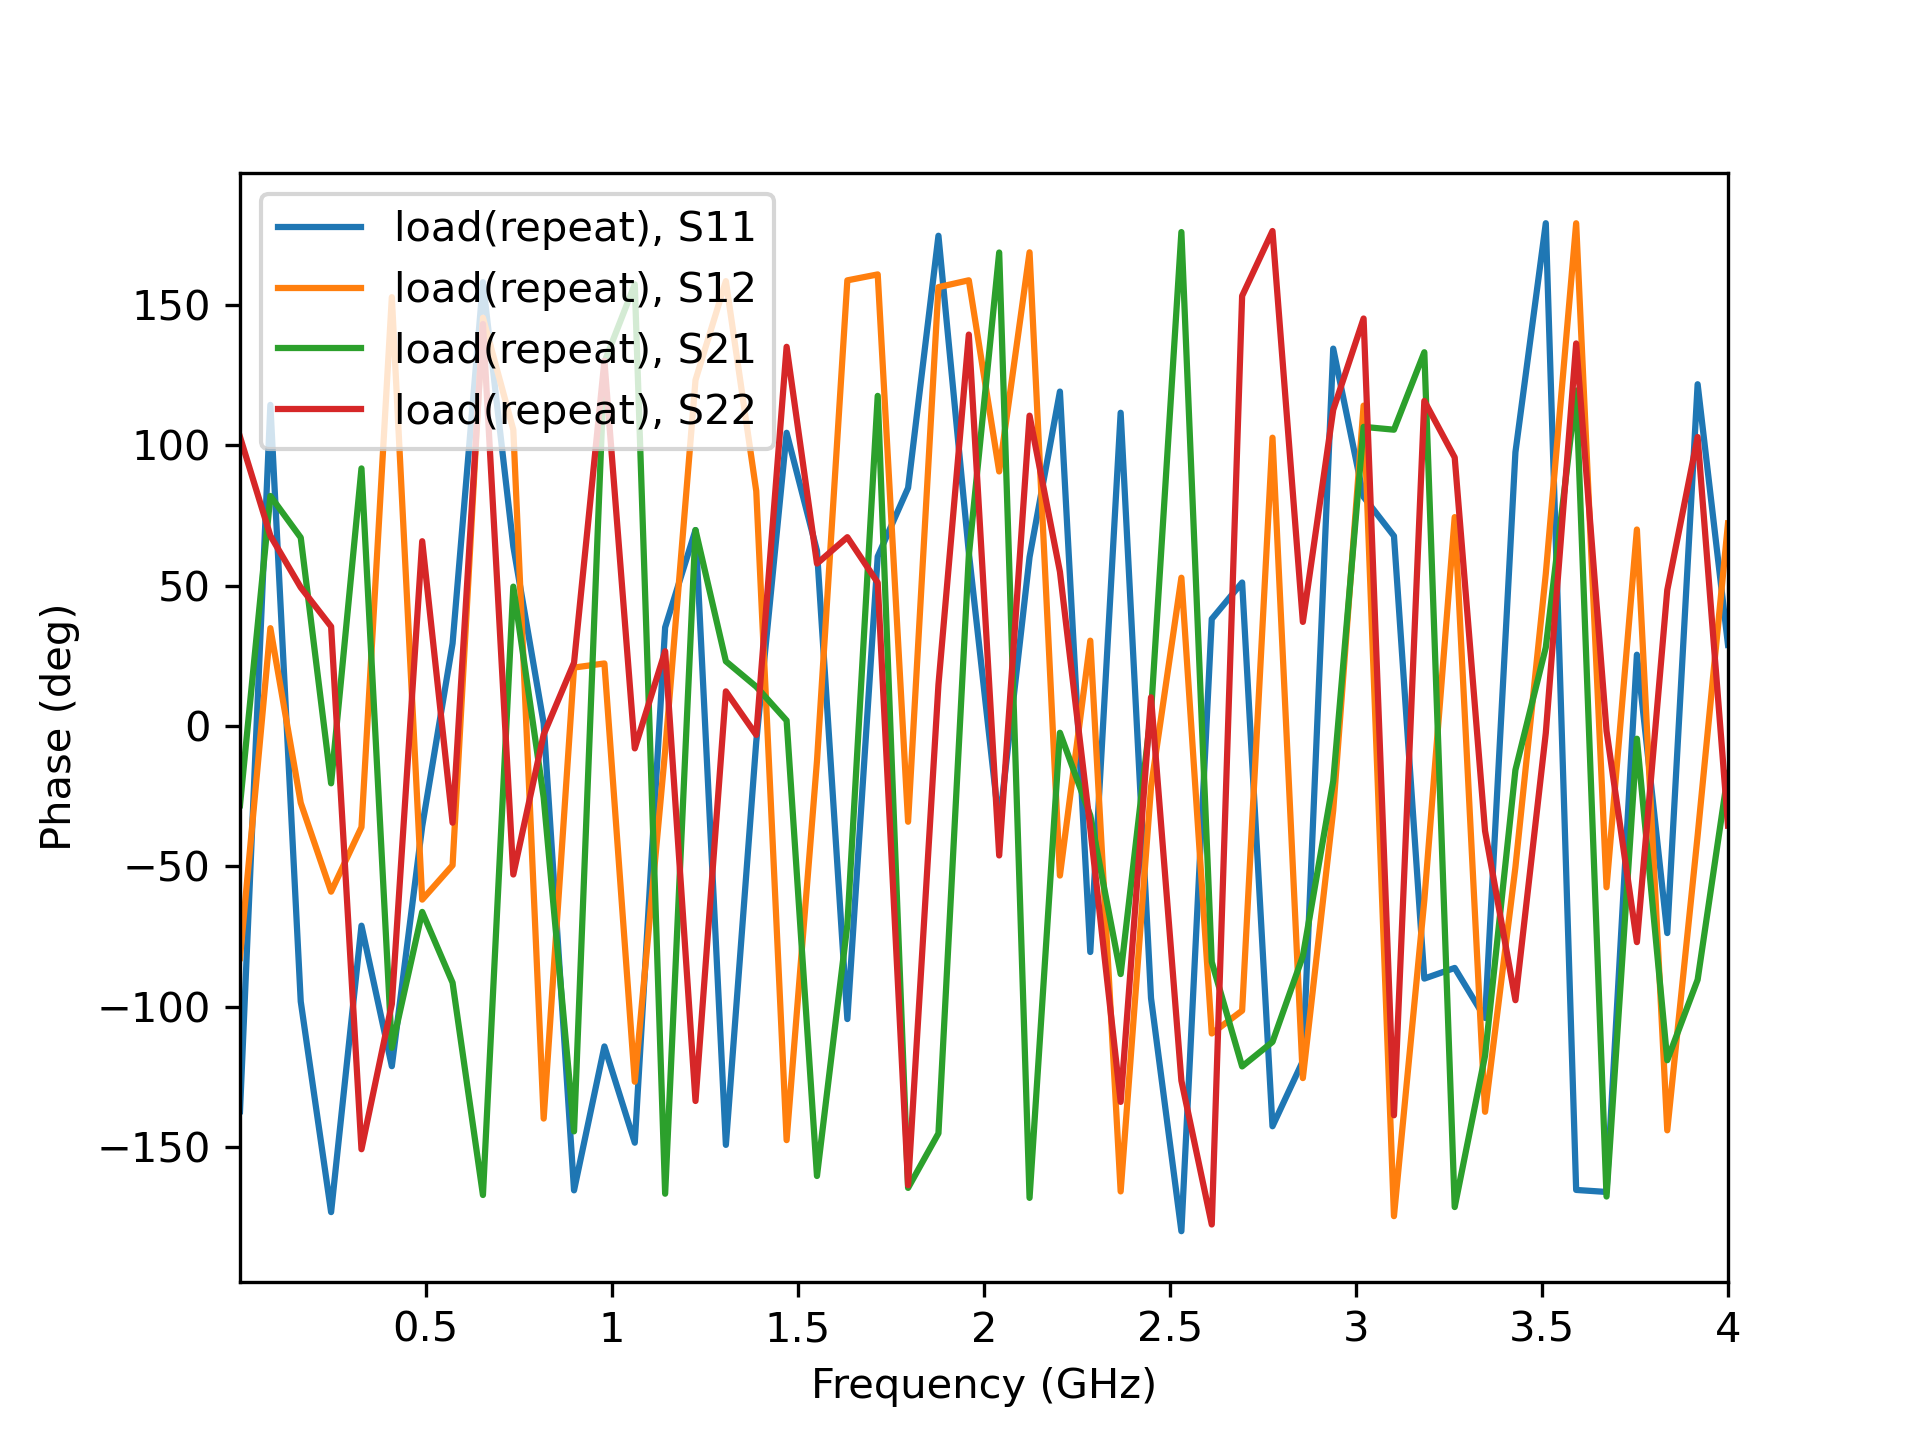 load(repeat), S11
load(repeat), S12
load(repeat), S21
load(repeat), S22
150
100
50
0
−50
−100
−150
Phase (deg)
0.5 1 1.5 2 2.5 3 3.5 4
Frequency (GHz)